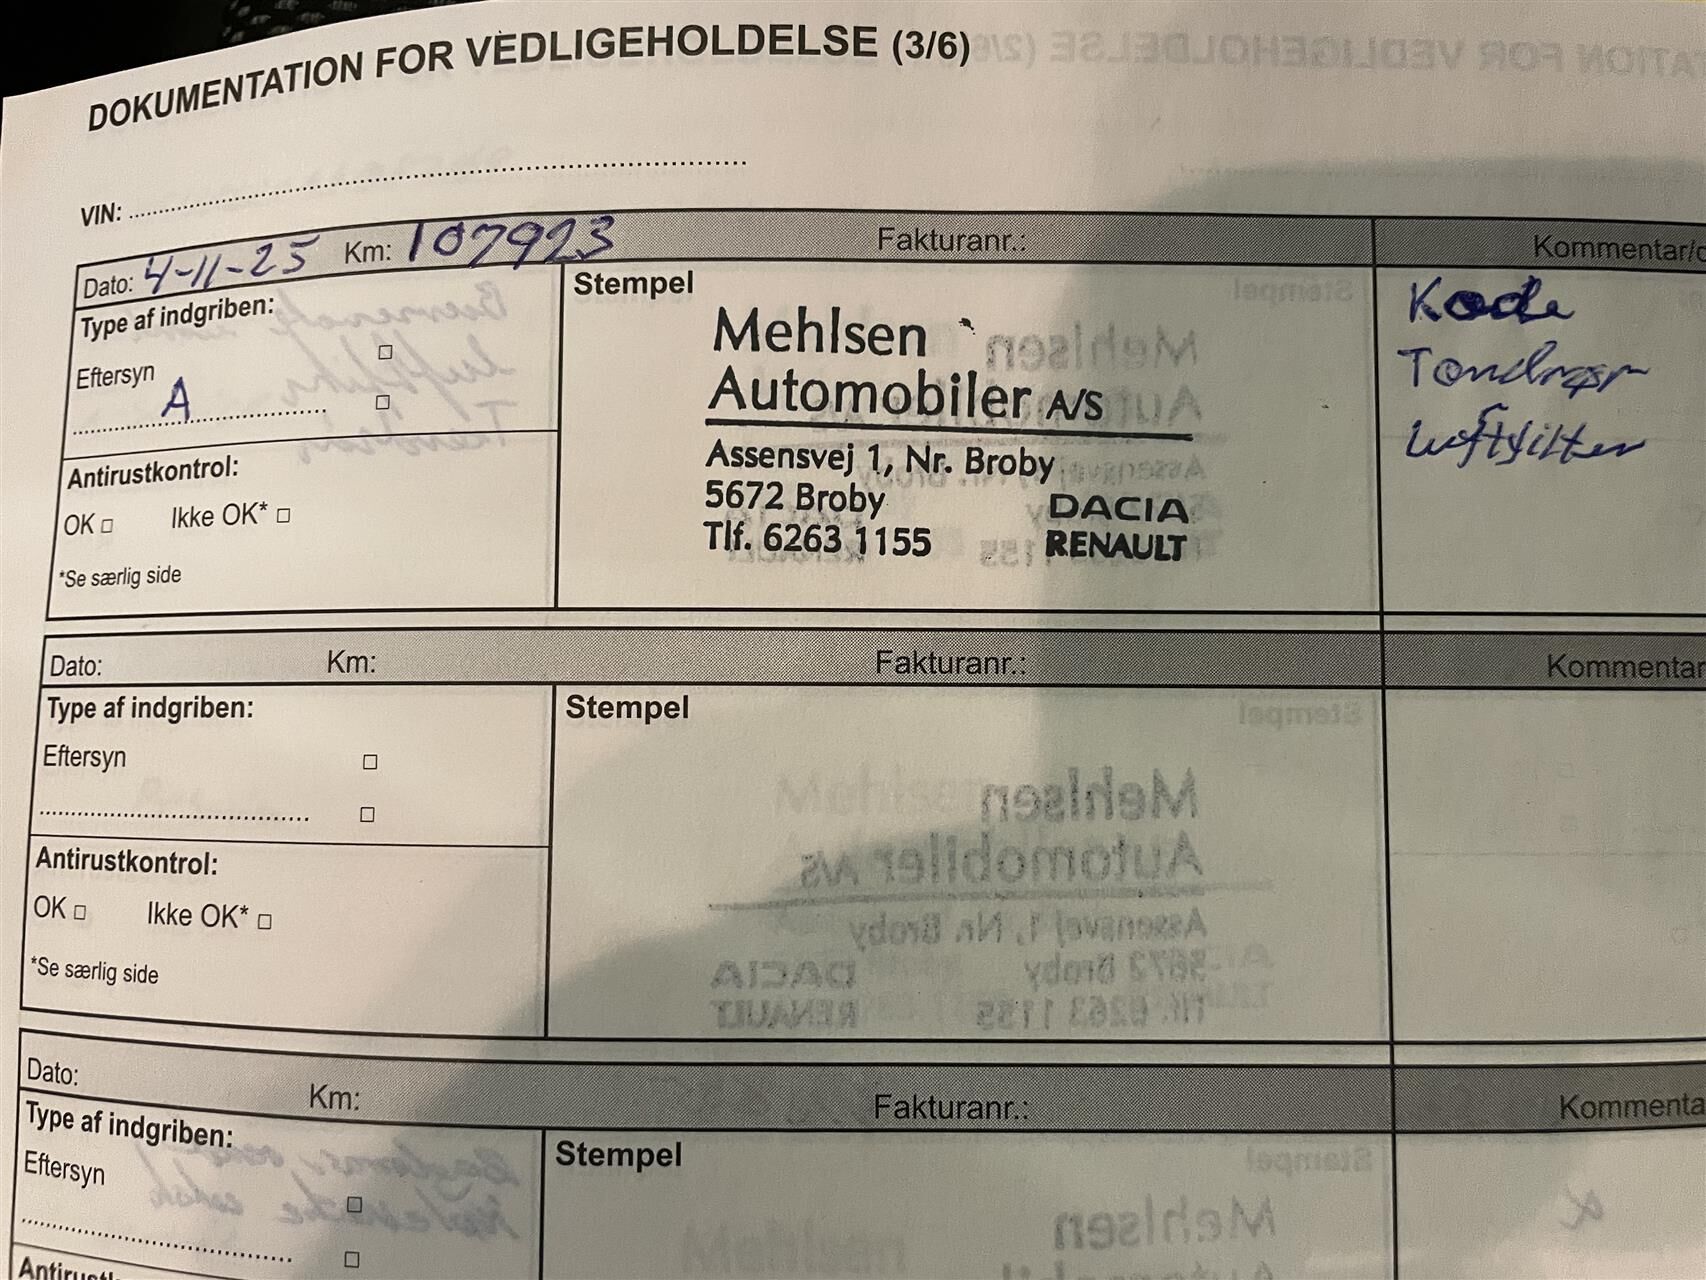 DOKUMENTATION FOR VEDLIGEHOLDELSE (3/6)
VIN:
Dato: 4-11-25 Km: 107923 Fakturanr.: Kommentar/
Type af indgriben:
Eftersyn
A
Antirustkontrol:
OK Ikke OK*
*Se særlig side
Stempel
Mehlsen
Automobiler A/S
Assensvej 1, Nr. Broby
5672 Broby DACIA
Tlf. 6263 1155 RENAULT
Luftfilter
Dato: Km: Fakturanr.: Kommentar
Type af indgriben:
Eftersyn
Antirustkontrol:
OK Ikke OK*
*Se særlig side
Stempel
Dato: Km: Fakturanr.: Kommenta
Type af indgriben:
Eftersyn
Stempel